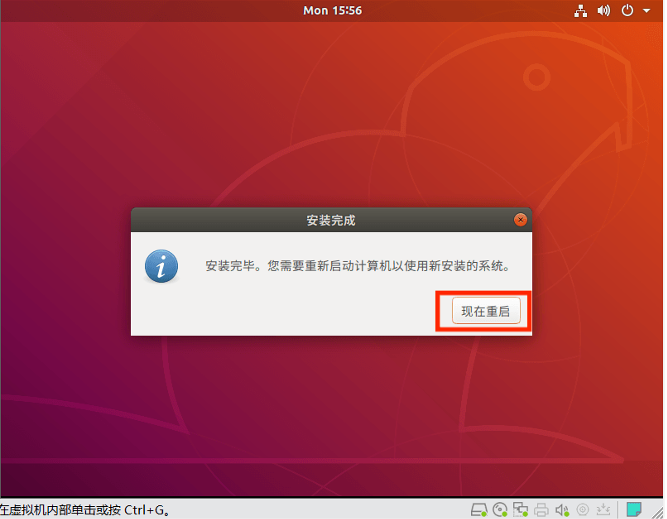 Mon 15:56
安装完成
安装完毕。您需要重新启动计算机以使用新安装的系统。
现在重启
在虚拟机内部单击或按 Ctrl+G。